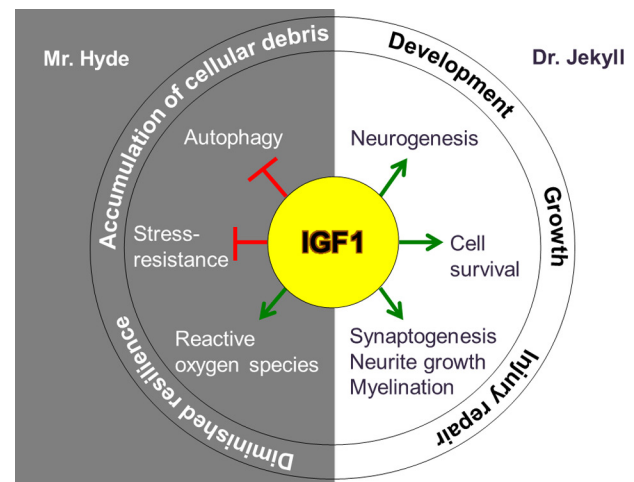 Mr. Hyde
Dr. Jekyll
Accumulation of cellular debris
Development
Autophagy
Neurogenesis
Growth
Stress-
resistance
IGF1
Cell
survival
Reactive
oxygen species
Synaptogenesis
Neurite growth
Myelination
Diminished resilience
Injury repair